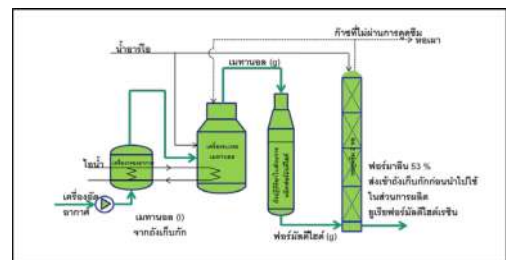 ก๊าซที่ไม่ผ่านการดูดซึม
หอเผา
น้ำยูรีโอ
เมทานอล (g)
ไอน้ำ
เครื่องอัด
อากาศ
เมทานอล (l)
จากถังเก็บกัก
ฟอร์มาลีน 53 %
ส่งเข้าถังเก็บกักก่อนนำไปใช้
ในส่วนการผลิต
ยูเรียฟอร์มัลดีไฮด์เรซิน
ฟอร์มัลดีไฮด์ (g)